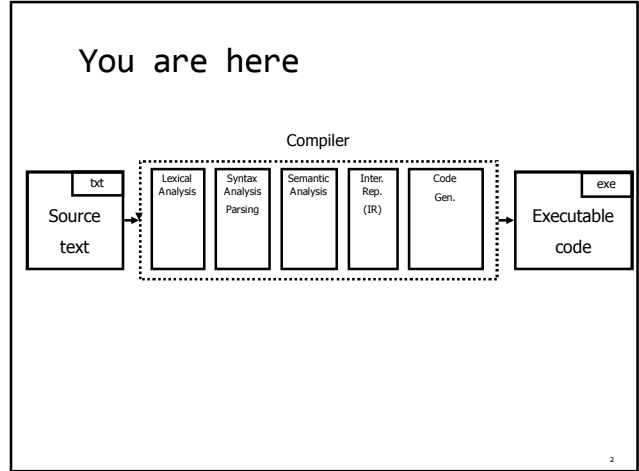 You are here
Compiler
txt
Source
text
Lexical
Analysis
Syntax
Analysis
Parsing
Semantic
Analysis
Inter.
Rep.
(IR)
Code
Gen.
exe
Executable
code
2